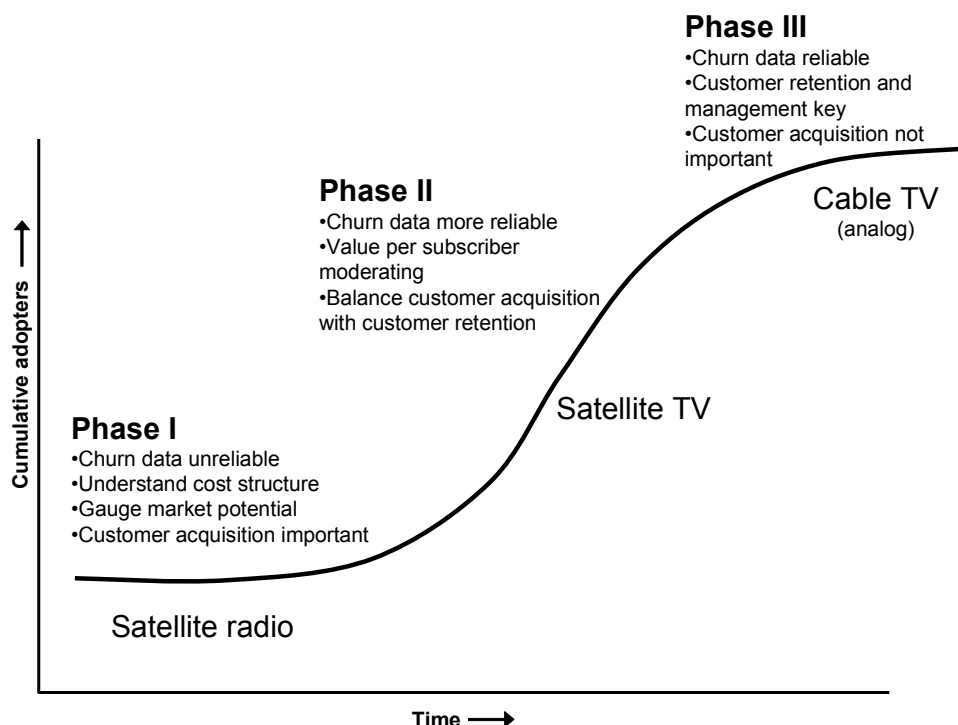 Phase III
•Churn data reliable
•Customer retention and
management key
•Customer acquisition not
important
Phase II
•Churn data more reliable
•Value per subscriber
moderating
•Balance customer acquisition
with customer retention
Cable TV
(analog)
Cumulative adopters
Satellite TV
Phase I
•Churn data unreliable
•Understand cost structure
•Gauge market potential
•Customer acquisition important
Satellite radio
Time